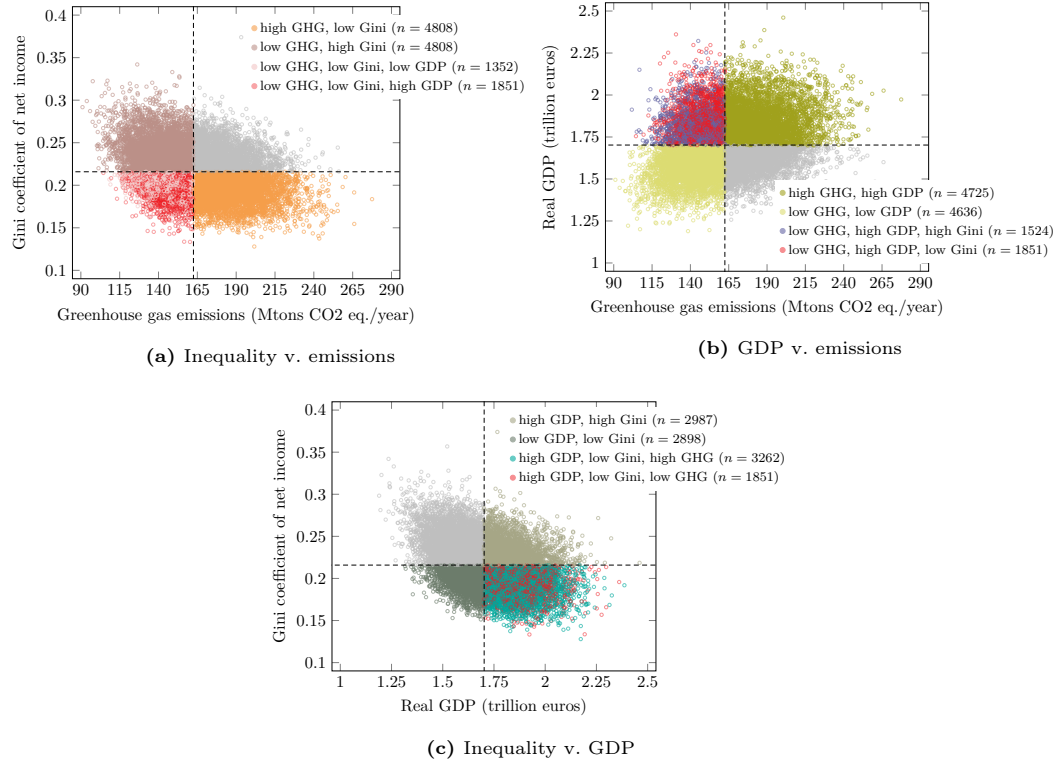 0.4
0.3
0.25
0.2
0.15
0.1
0.35
Gini coefficient of net income
high GHG, low Gini (n = 4808)
low GHG, high Gini (n = 4808)
low GHG, low Gini, low GDP (n = 1352)
low GHG, low Gini, high GDP (n = 1851)
90 115 140 165 190 215 240 265 290
Greenhouse gas emissions (Mtons CO2 eq./year)
(a) Inequality v. emissions
2.5
2.25
2
1.75
1.5
1.25
1
Real GDP (trillion euros)
high GHG, high GDP (n = 4725)
low GHG, low GDP (n = 4636)
low GHG, high GDP, high Gini (n = 1524)
low GHG, high GDP, low Gini (n = 1851)
90 115 140 165 190 215 240 265 290
Greenhouse gas emissions (Mtons CO2 eq./year)
(b) GDP v. emissions
0.4
0.35
0.3
0.25
0.2
0.15
0.1
Gini coefficient of net income
high GDP, high Gini (n = 2987)
low GDP, low Gini (n = 2898)
high GDP, low Gini, high GHG (n = 3262)
high GDP, low Gini, low GHG (n = 1851)
1 1.25 1.5 1.75 2 2.25 2.5
Real GDP (trillion euros)
(c) Inequality v. GDP